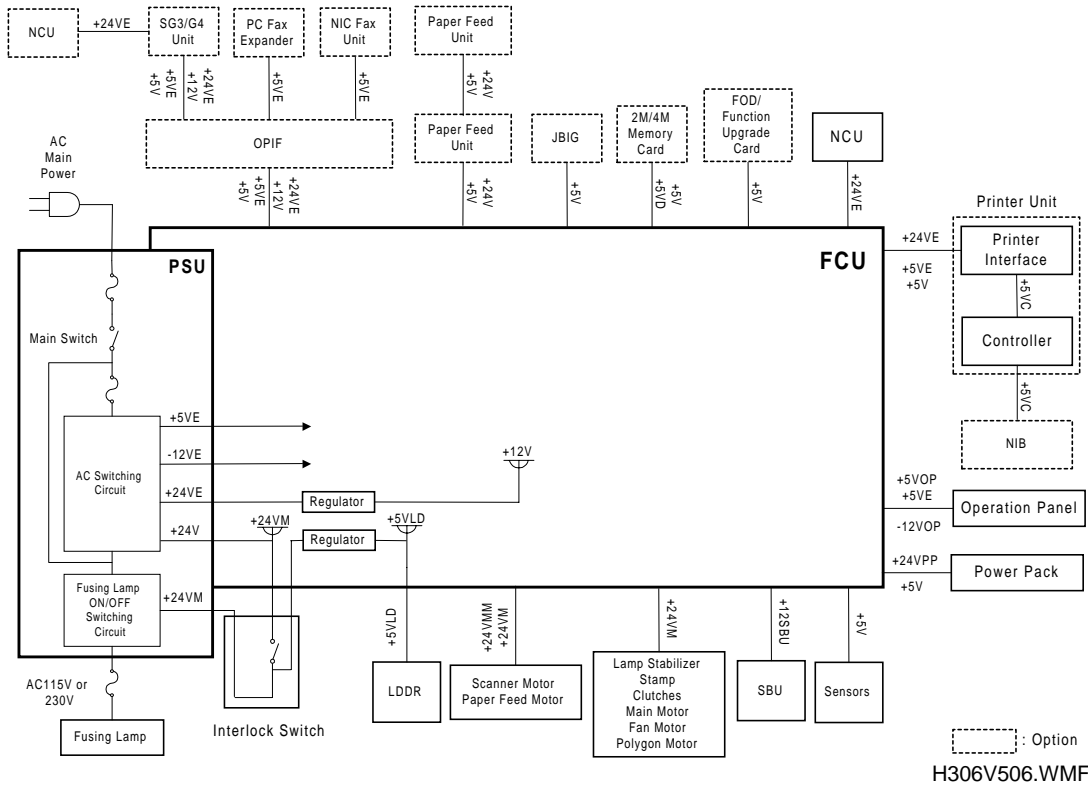 NCU
+24VE
SG3/G4
Unit
PC Fax
Expander
NIC Fax
Unit
Paper Feed
Unit
+5V
+5VE
+12V
+24VE
+5VE
+5VE
+5V
+24V
OPIF
Paper Feed
Unit
JBIG
2M/4M
Memory
Card
FOD/
Function
Upgrade
Card
NCU
AC
Main
Power
+5V
+5VE
+12V
+24VE
+5V
+24V
+5V
+5VD
+5V
+5V
+24VE
Printer Unit
PSU
FCU
+24VE
+5VE
+5V
Printer
Interface
+5VC
Controller
+5VC
NIB
Main Switch
AC Switching
Circuit
+5VE
-12VE
+24VE
+24V
Regulator
+12V
+24VM
Regulator
+5VLD
+5VOP
+5VE
-12VOP
Operation Panel
+24VPP
+5V
Power Pack
Fusing Lamp
ON/OFF
Switching
Circuit
+24VM
+5VLD
+24VMM
+24VM
+24VM
+12SBU
+5V
AC115V or
230V
Fusing Lamp
Interlock Switch
LDDR
Scanner Motor
Paper Feed Motor
Lamp Stabilizer
Stamp
Clutches
Main Motor
Fan Motor
Polygon Motor
SBU
Sensors
: Option
H306V506.WMF